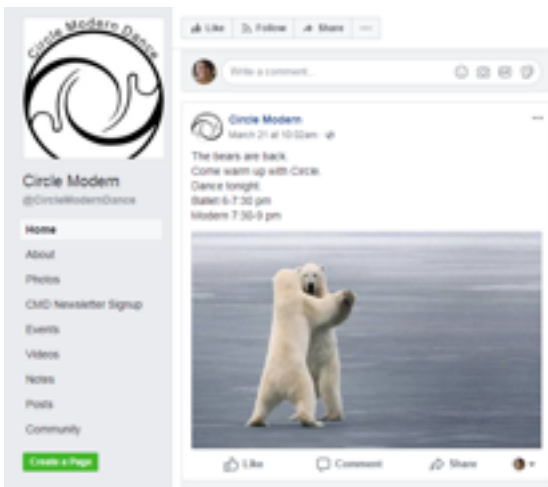 Circle Modern Dance
Like Follow Share
Write a comment...
Circle Modern
March 21 at 10:02am
The bears are back.
Come warm up with Circle.
Dance tonight.
Ballet 6-7:30 pm
Modern 7:30-9 pm
Like Comment Share
Circle Modern
@CircleModernDance
Home
About
Photos
CMD Newsletter Signup
Events
Videos
Notes
Posts
Community
Create a Page